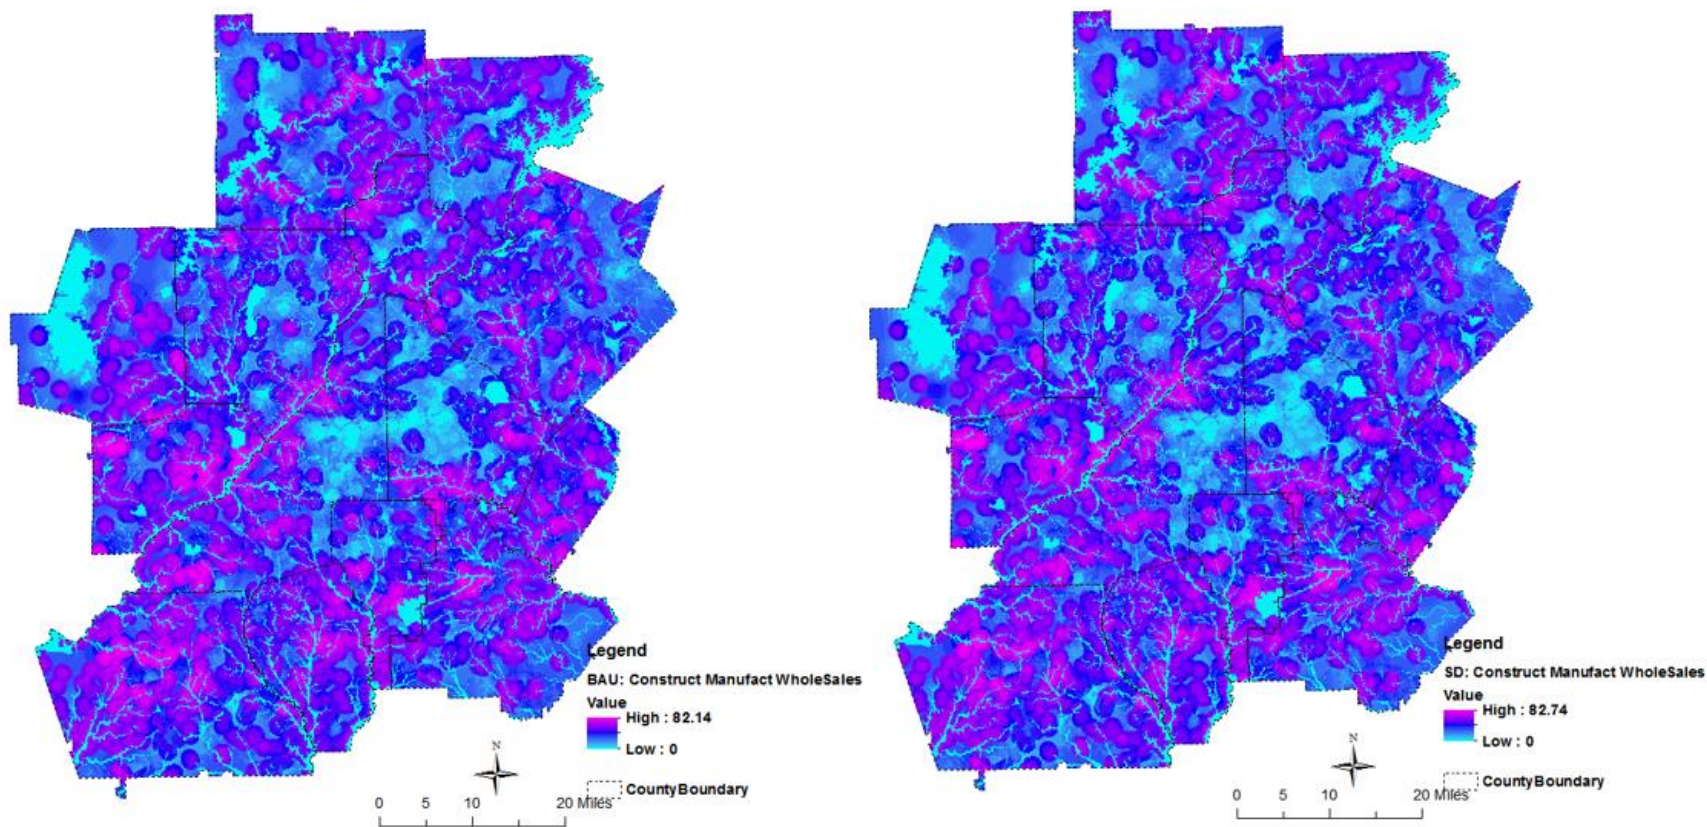 Legend
BAU: Construct Manufact WholeSales
Value
High : 82.14
Low : 0
N
CountyBoundary
0 5 10 20 Miles
Legend
SD: Construct Manufact WholeSales
Value
High : 82.74
Low : 0
N
CountyBoundary
0 5 10 20 Miles